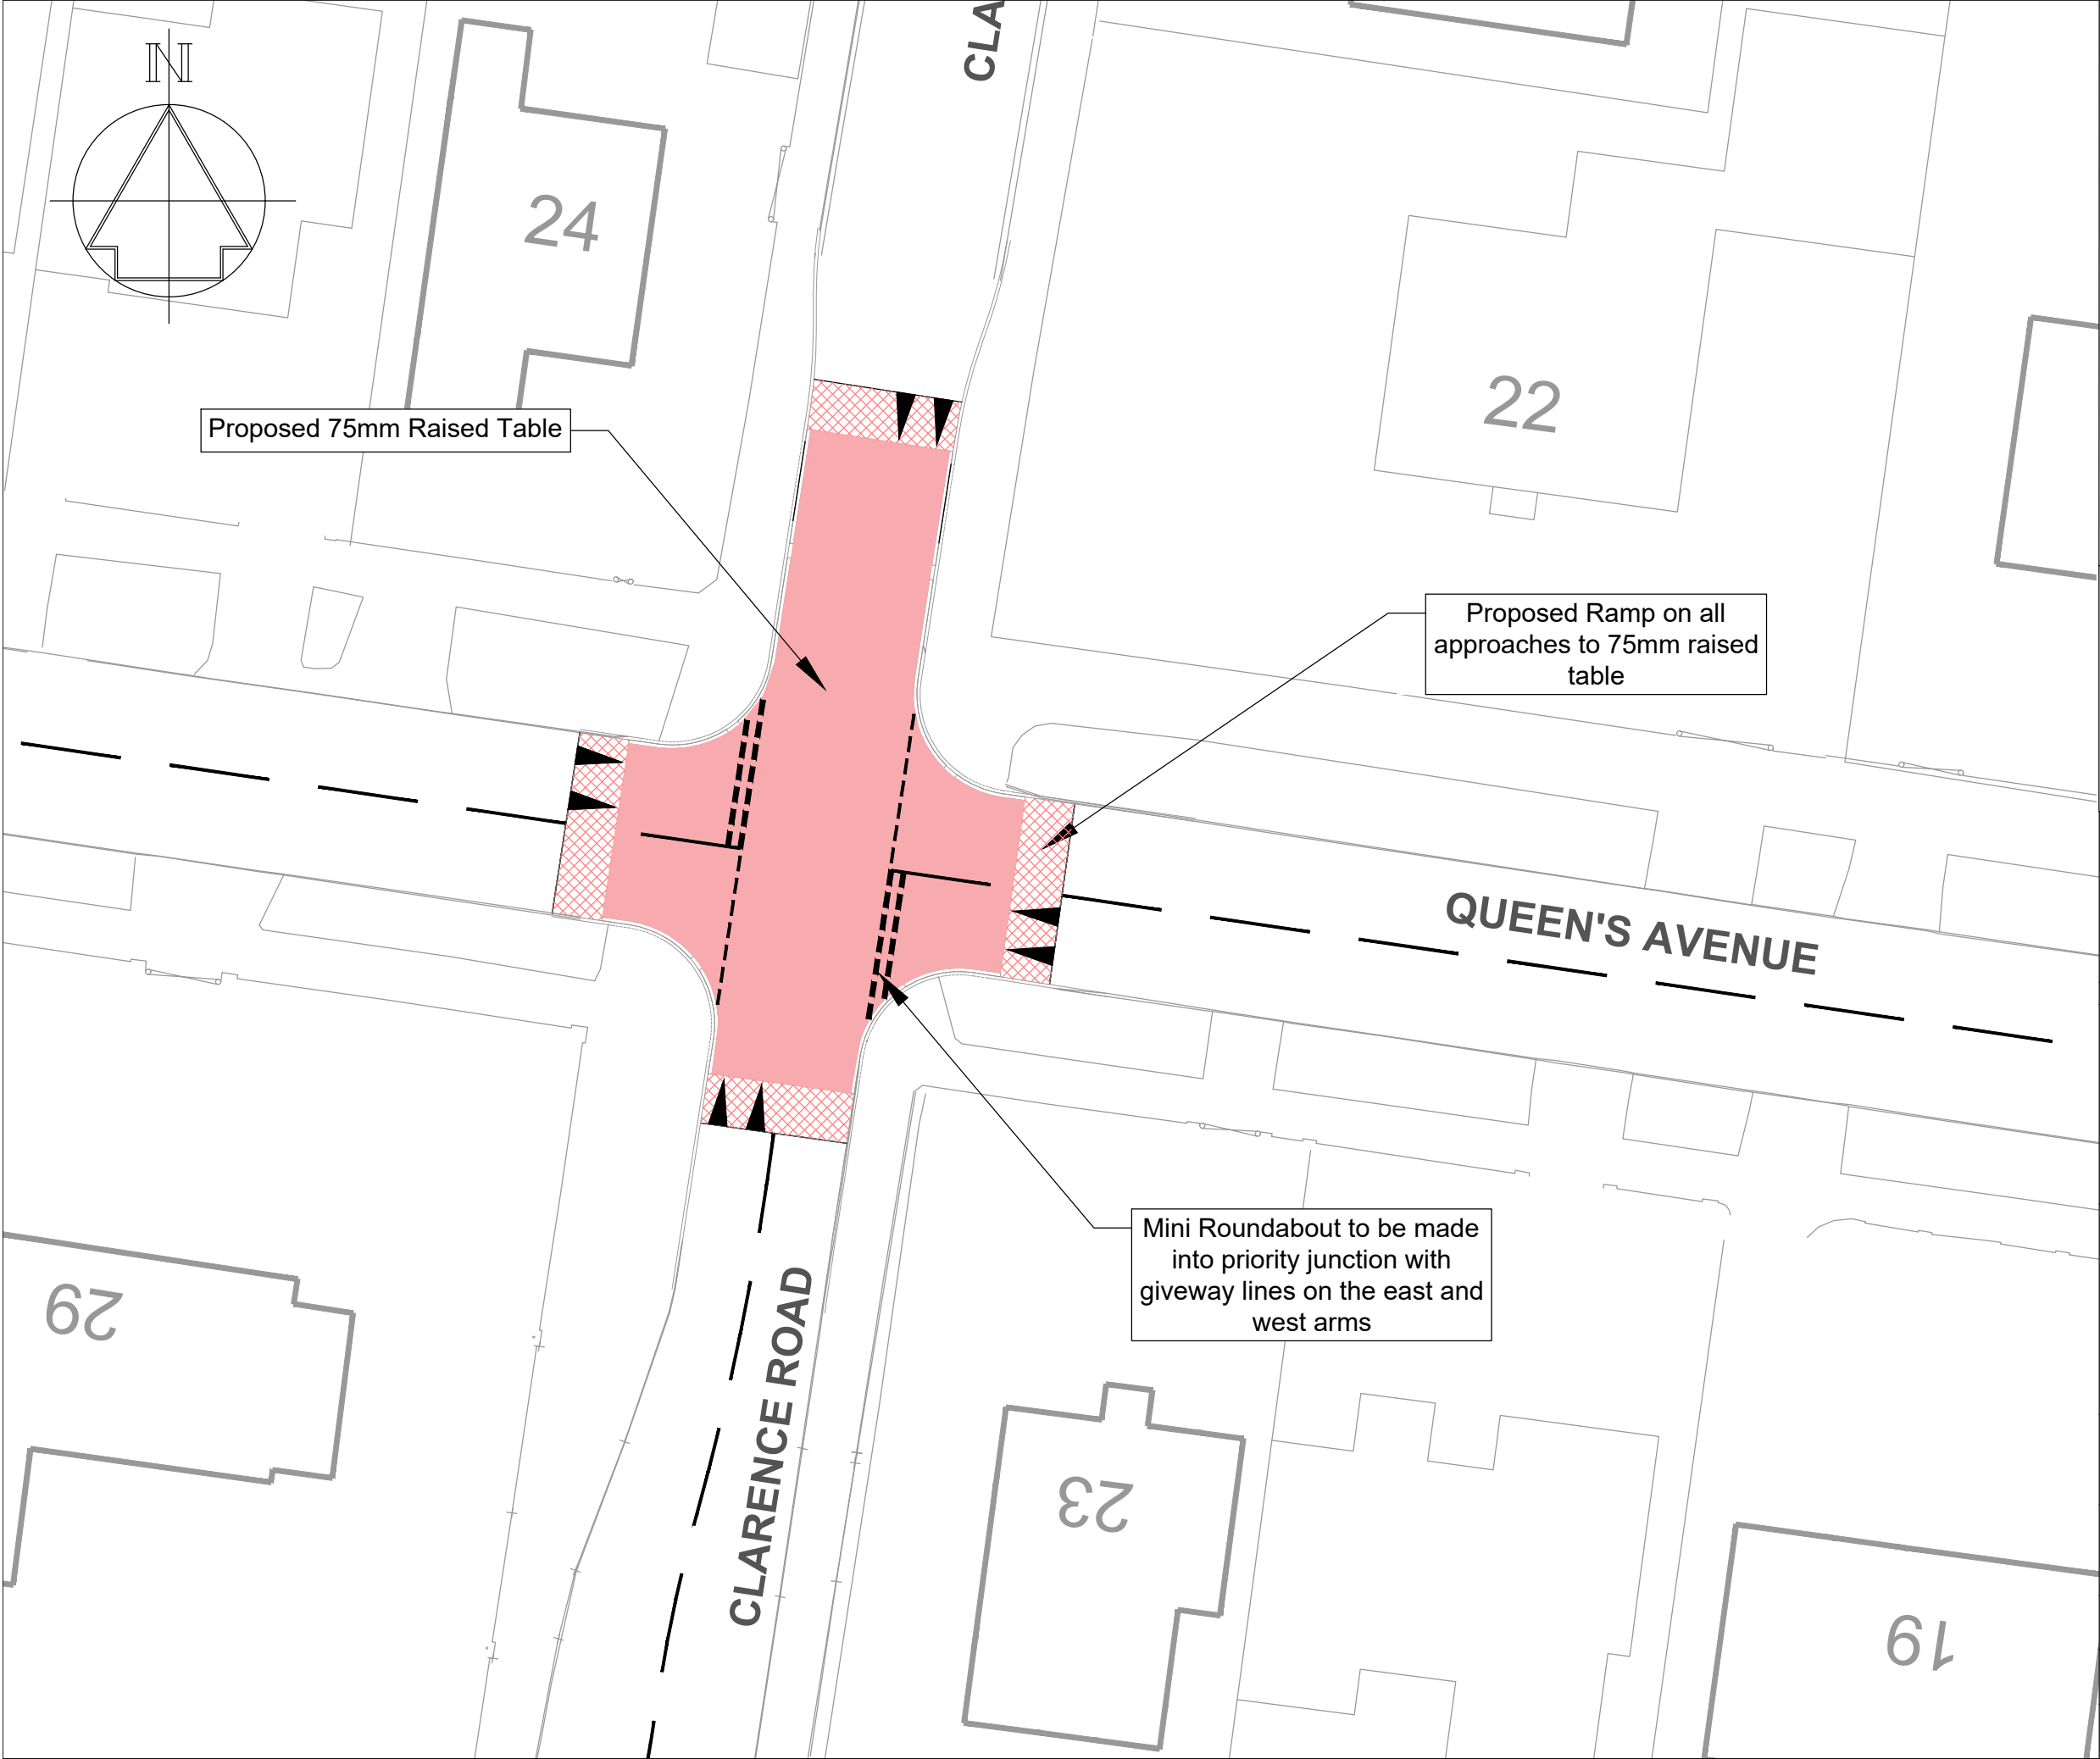 N
CLA
24
22
Proposed 75mm Raised Table
Proposed Ramp on all
approaches to 75mm raised
table
QUEEN'S AVENUE
Mini Roundabout to be made
into priority junction with
giveway lines on the east and
west arms
29
CLARENCE ROAD
23
19